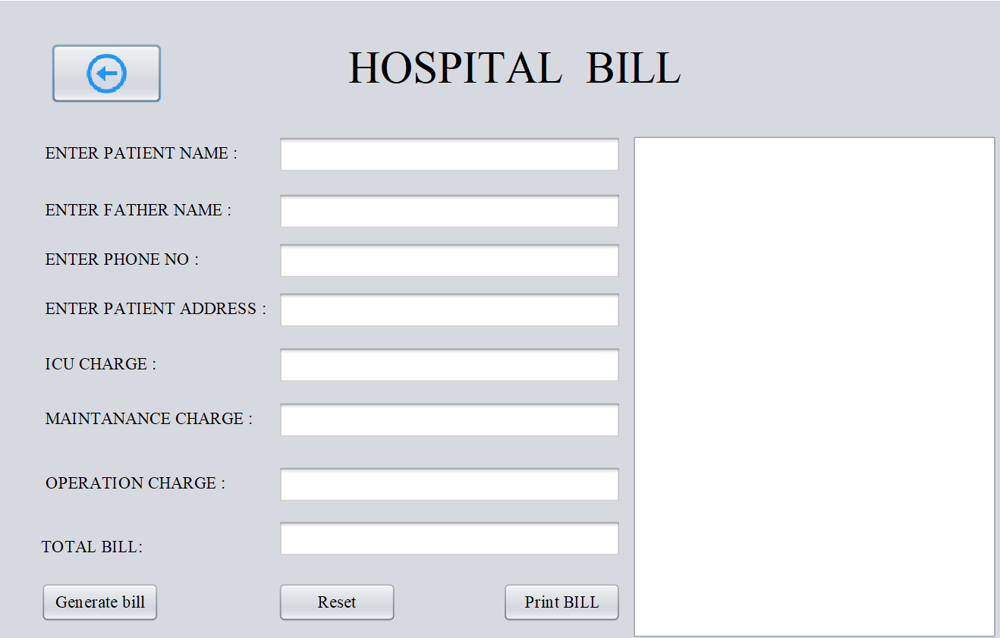 HOSPITAL BILL
ENTER PATIENT NAME :
ENTER FATHER NAME :
ENTER PHONE NO :
ENTER PATIENT ADDRESS :
ICU CHARGE :
MAINTANANCE CHARGE :
OPERATION CHARGE :
TOTAL BILL:
Generate bill
Reset
Print BILL